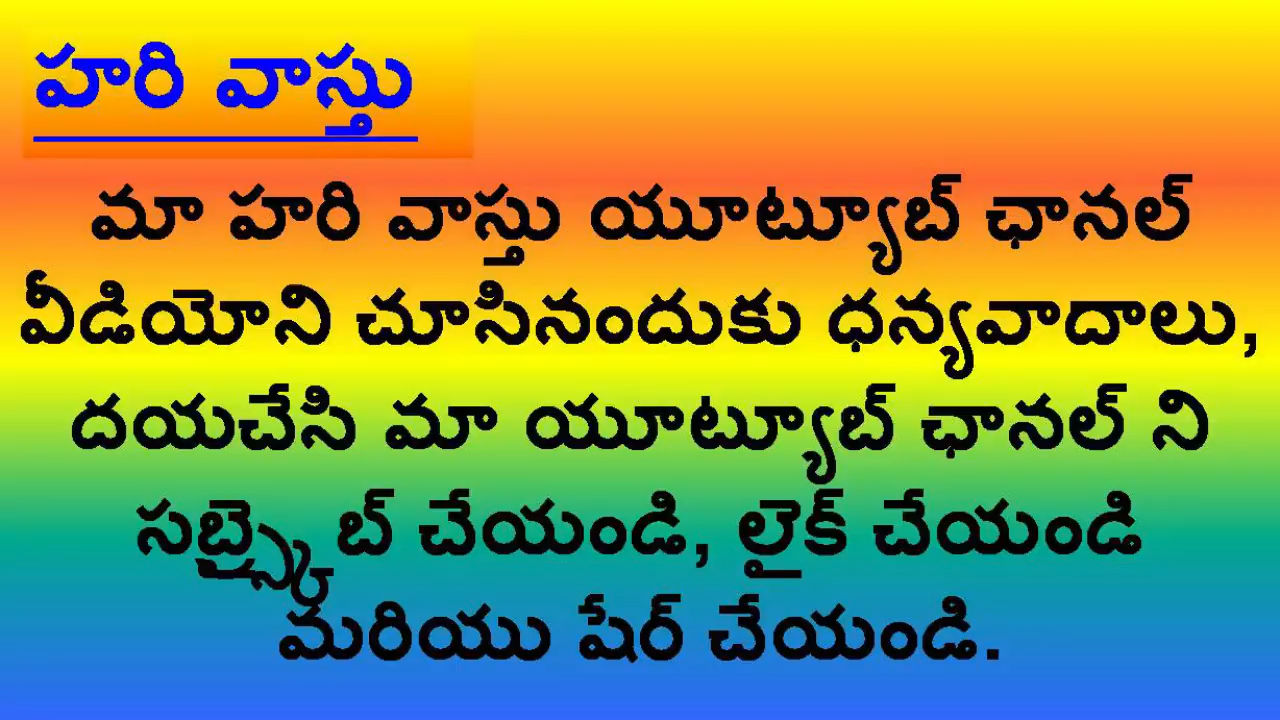 హరి వాస్తు
మా హరి వాస్తు యూట్యూబ్ ఛానల్
వీడియోని చూసినందుకు ధన్యవాదాలు,
దయచేసి మా యూట్యూబ్ ఛానల్ ని
సబ్స్క్రైబ్ చేయండి, లైక్ చేయండి
మరియు షేర్ చేయండి.